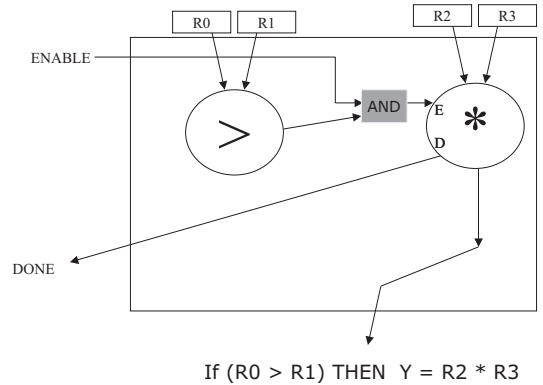 R0 R1 R2 R3
ENABLE
AND
E
> *
D
DONE
If (R0 > R1) THEN Y = R2 * R3